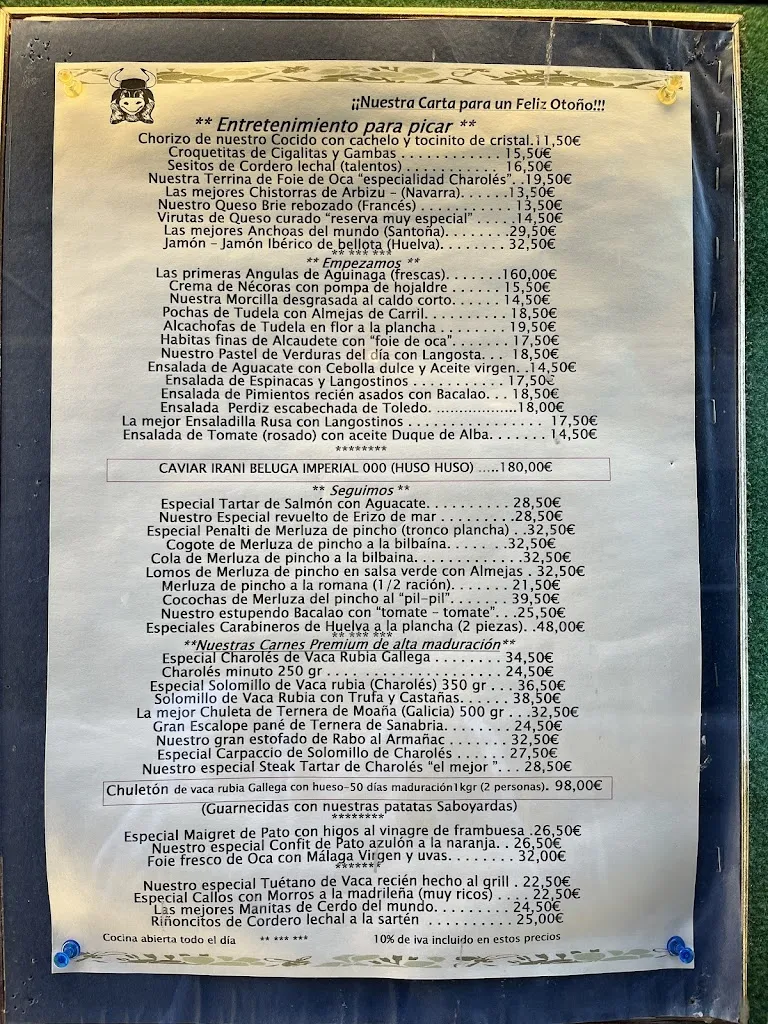 ¡¡Nuestra Carta para un Feliz Otoño!!!
** Entretenimiento para picar **
Chorizo de nuestro Cocido con cachelo y tocinito de cristal.11,50€
Croquetitas de Cigalitas y Gambas . . . . . . . . . . . . 15,50€
Sesitos de Cordero lechal (talentos) . . . . . . . . . . 16,50€
Nuestra Terrina de Foie de Oca “especialidad Charolés”. .19,50€
Las mejores Chistorras de Arbizu – (Navarra). . . . . .13,50€
Nuestro Queso Brie rebozado (Francés) . . . . . . . 13,50€
Virutas de Queso curado “reserva muy especial” . . . . .14,50€
Las mejores Anchoas del mundo (Santoña). . . . . . .29,50€
Jamón – Jamón Ibérico de bellota (Huelva). . . . . . . 32,50€
** *** ***
** Empezamos **
Las primeras Angulas de Aguinaga (frescas). . . . . . .160,00€
Crema de Nécoras con pompa de hojaldre . . . . . . 15,50€
Nuestra Morcilla desgrasada al caldo corto. . . . . . 14,50€
Pochas de Tudela con Almejas de Carril. . . . . . . . . . 18,50€
Alcachofas de Tudela en flor a la plancha . . . . . . . . 19,50€
Habitas finas de Alcaudete con “foie de oca”. . . . . . 17,50€
Nuestro Pastel de Verduras del día con Langosta. . . 18,50€
Ensalada de Aguacate con Cebolla dulce y Aceite virgen. .14,50€
Ensalada de Espinacas y Langostinos . . . . . . . . . . . 17,50€
Ensalada de Pimientos recién asados con Bacalao. . . 18,50€
Ensalada Perdiz escabechada de Toledo. ..................18,00€
La mejor Ensaladilla Rusa con Langostinos . . . . . . . . . . . . . . . . 17,50€
Ensalada de Tomate (rosado) con aceite Duque de Alba. . . . . . . 14,50€
********
CAVIAR IRANI BELUGA IMPERIAL 000 (HUSO HUSO) .....180,00€
** Seguimos **
Especial Tartar de Salmón con Aguacate. . . . . . . . . . 28,50€
Nuestro Especial revuelto de Erizo de mar . . . . . . . . .28,50€
Especial Penalti de Merluza de pincho (tronco plancha) . .32,50€
Cogote de Merluza de pincho a la bilbaína. . . . . . .32,50€
Cola de Merluza de pincho a la bilbaina. . . . . . . . . . . . .32,50€
Lomos de Merluza de pincho en salsa verde con Almejas . 32,50€
Merluza de pincho a la romana (1/2 ración). . . . . . . 21,50€
Cocochas de Merluza del pincho al “pil–pil”. . . . . . . 39,50€
Nuestro estupendo Bacalao con “tomate – tomate”. . .25,50€
Especiales Carabineros de Huelva a la plancha (2 piezas). .48,00€
** *** ***
**Nuestras Carnes Premium de alta maduración**
Especial Charolés de Vaca Rubia Gallega . . . . . . . . 34,50€
Charolés minuto 250 gr . . . . . . . . . . . . . . . . . . . . 24,50€
Especial Solomillo de Vaca rubia (Charolés) 350 gr . . . 36,50€
Solomillo de Vaca Rubia con Trufa y Castañas. . . . . . 38,50€
La mejor Chuleta de Ternera de Moaña (Galicia) 500 gr . . .32,50€
Gran Escalope pané de Ternera de Sanabria. . . . . . . 24,50€
Nuestro gran estofado de Rabo al Armañac . . . . . . . 32,50€
Especial Carpaccio de Solomillo de Charolés . . . . . . 27,50€
Nuestro especial Steak Tartar de Charolés “el mejor ”. . . 28,50€
Chuletón de vaca rubia Gallega con hueso-50 días maduración1kgr (2 personas). 98,00€
(Guarnecidas con nuestras patatas Saboyardas)
********
Especial Maigret de Pato con higos al vinagre de frambuesa .26,50€
Nuestro especial Confit de Pato azulón a la naranja. . 26,50€
Foie fresco de Oca con Málaga Virgen y uvas. . . . . . . 32,00€
*******
Nuestro especial Tuétano de Vaca recién hecho al grill . 22,50€
Especial Callos con Morros a la madrileña (muy ricos) . . . . 22,50€
Las mejores Manitas de Cerdo del mundo. . . . . . . . 24,50€
Riñoncitos de Cordero lechal a la sartén . . . . . . . . . . 25,00€
Cocina abierta todo el día ** *** *** 10% de iva incluido en estos precios